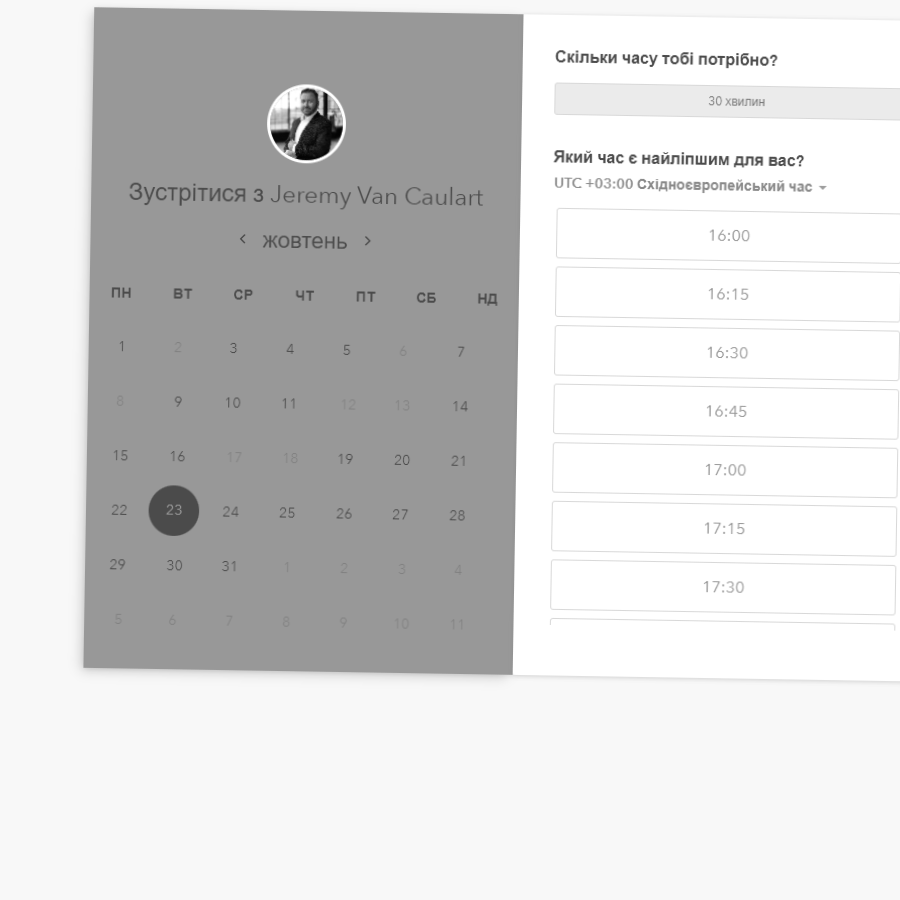 Зустрітися з Jeremy Van Caulart
жовтень
ПН ВТ СР ЧТ ПТ СБ НД
1 2 3 4 5 6 7
8 9 10 11 12 13 14
15 16 17 18 19 20 21
22 23 24 25 26 27 28
29 30 31 1 2 3 4
5 6 7 8 9 10 11
Скільки часу тобі потрібно?
30 хвилин
Який час є найліпшим для вас?
UTC +03:00 Східноєвропейський час
16:00
16:15
16:30
16:45
17:00
17:15
17:30